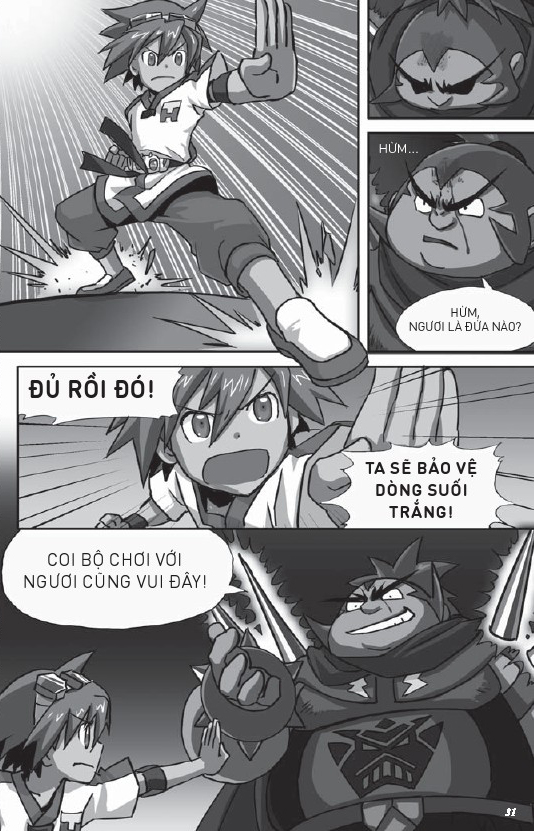 HỪM...
HỪM,
NGƯƠI LÀ ĐỨA NÀO?
ĐỦ RỒI ĐÓ!
TA SẼ BẢO VỆ
DÒNG SUỐI
TRẮNG!
COI BỘ CHƠI VỚI
NGƯƠI CŨNG VUI ĐÂY!
H
31